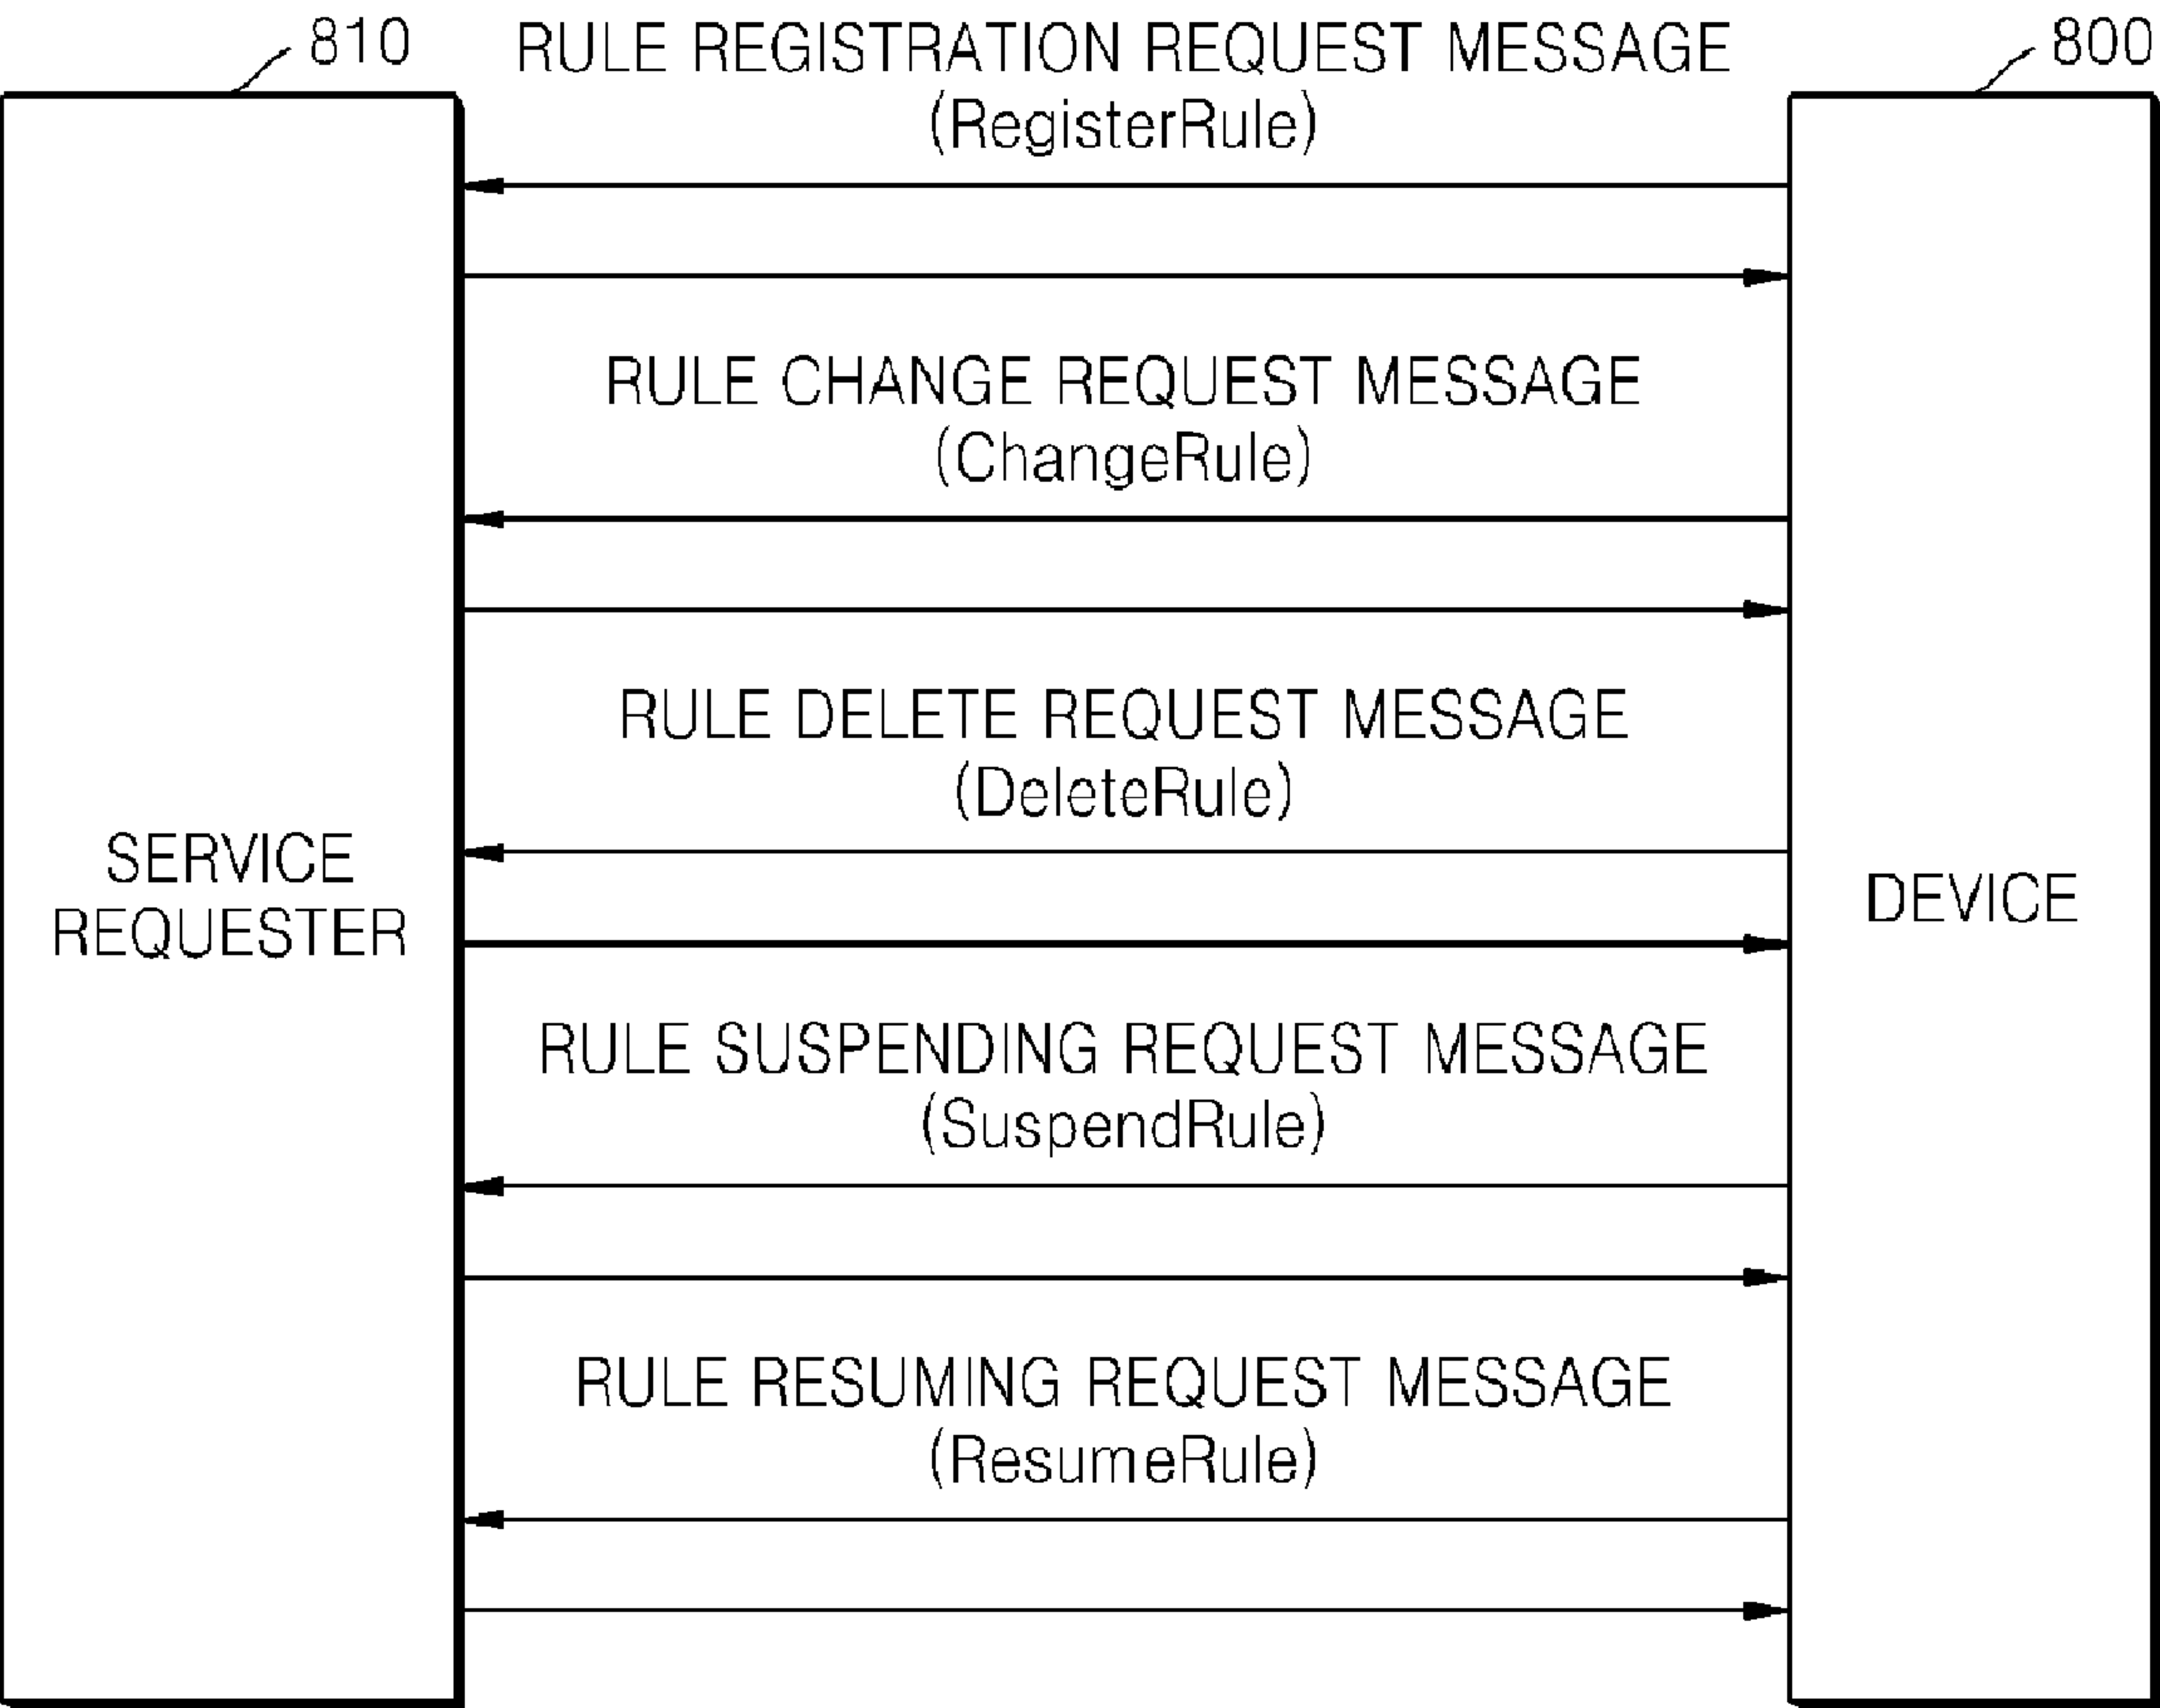 810
RULE REGISTRATION REQUEST MESSAGE
800
(RegisterRule)
RULE CHANGE REQUEST MESSAGE
(ChangeRule)
RULE DELETE REQUEST MESSAGE
(DeleteRule)
SERVICE
REQUESTER
DEVICE
RULE SUSPENDING REQUEST MESSAGE
(SuspendRule)
RULE RESUMING REQUEST MESSAGE
(ResumeRule)